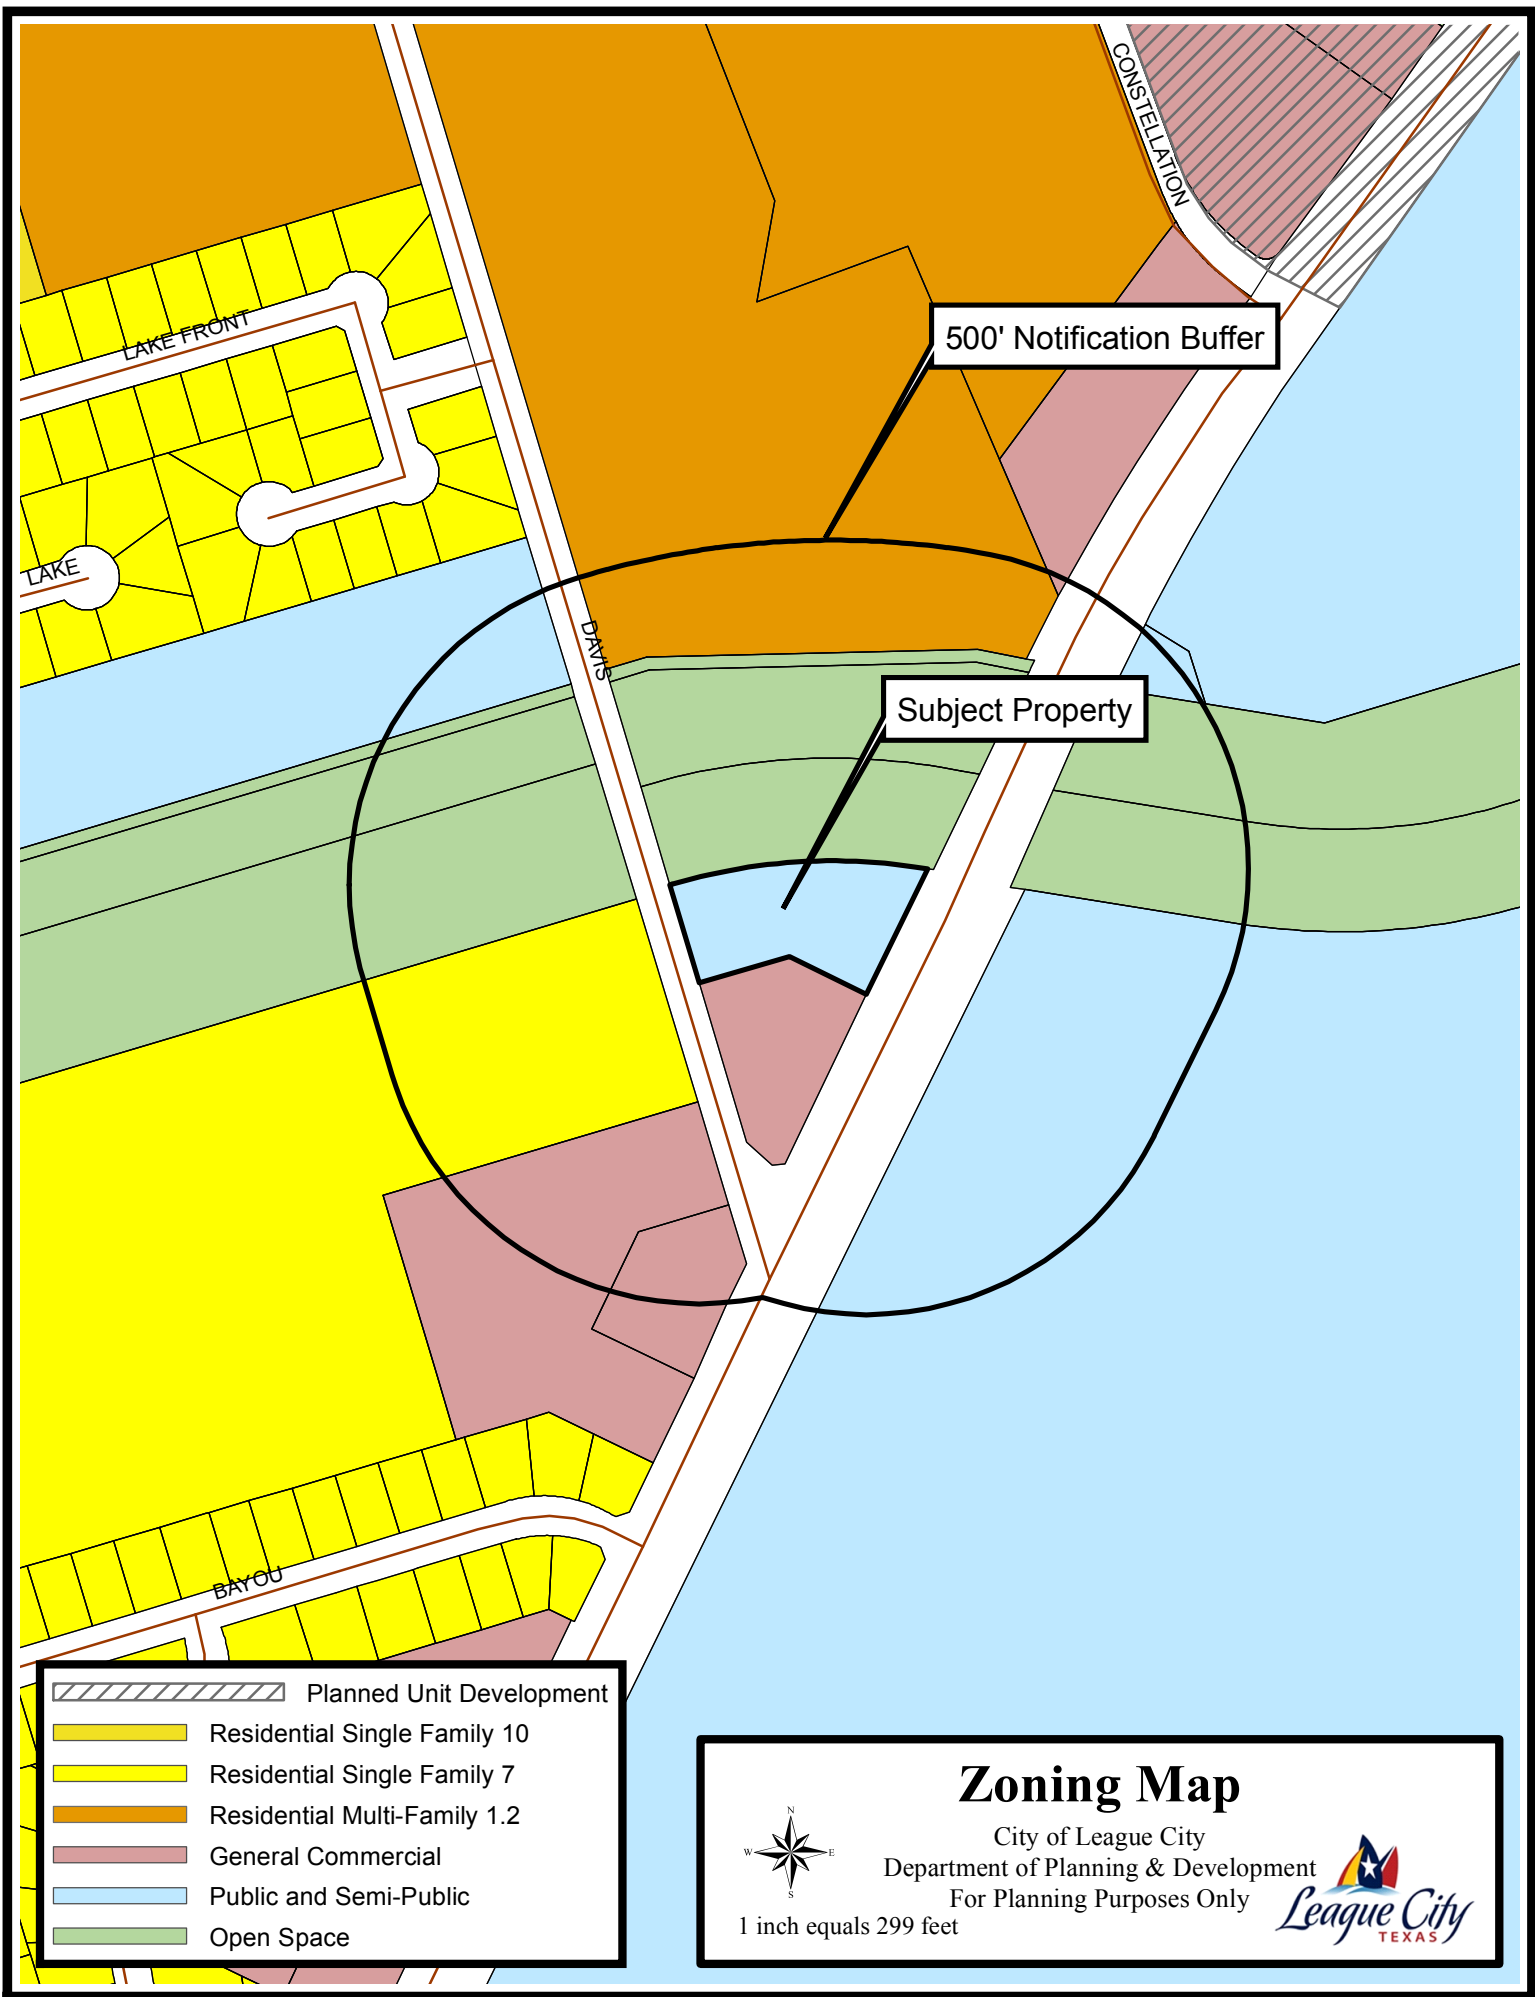 CONSTELLATION
500' Notification Buffer
LAKE FRONT
LAKE
DAVIS
Subject Property
BAYOU
Planned Unit Development
Residential Single Family 10
Residential Single Family 7
Residential Multi-Family 1.2
General Commercial
Public and Semi-Public
Open Space
Zoning Map
City of League City
Department of Planning & Development
For Planning Purposes Only
1 inch equals 299 feet
N
W E
S
League City
TEXAS